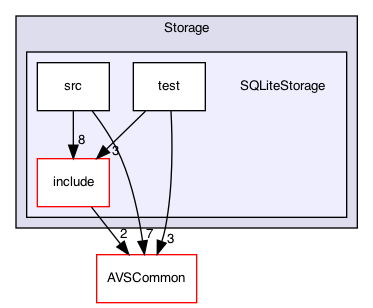 Storage
src
test
SQLiteStorage
8
3
include
2
7
3
AVSCommon